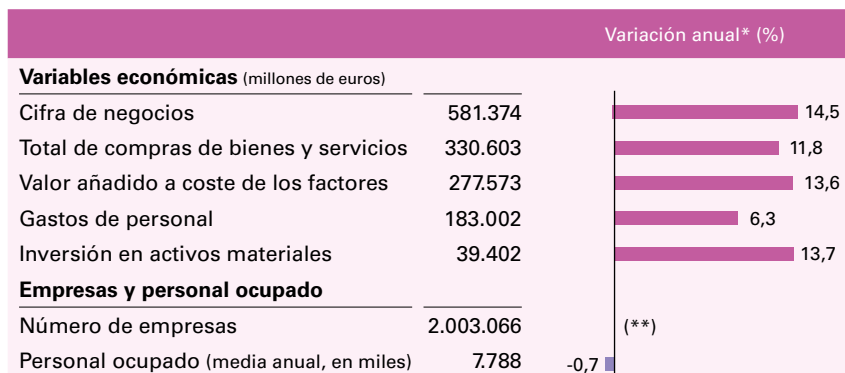 Variación anual* (%)
Variables económicas (millones de euros)
Cifra de negocios 581.374 14,5
Total de compras de bienes y servicios 330.603 11,8
Valor añadido a coste de los factores 277.573 13,6
Gastos de personal 183.002 6,3
Inversión en activos materiales 39.402 13,7
Empresas y personal ocupado
Número de empresas 2.003.066 (**)
Personal ocupado (media anual, en miles) 7.788 -0,7